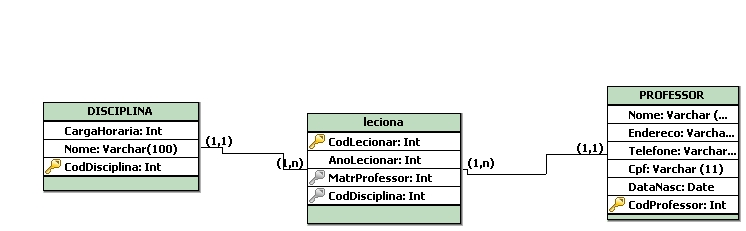 DISCIPLINA
CargaHoraria: Int
Nome: Varchar(100)
CodDisciplina: Int
(1,1)
(1,n)
leciona
CodLecionar: Int
AnoLecionar: Int
MatrProfessor: Int
CodDisciplina: Int
(1,n)
(1,1)
PROFESSOR
Nome: Varchar (...
Endereco: Varcha...
Telefone: Varchar...
Cpf: Varchar (11)
DataNasc: Date
CodProfessor: Int